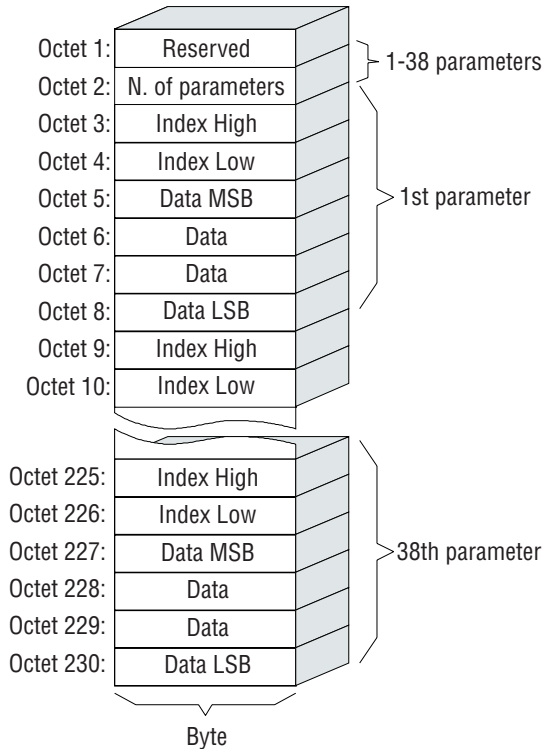 Octet 1: Reserved
1-38 parameters
Octet 2: N. of parameters
Octet 3: Index High
Octet 4: Index Low
Octet 5: Data MSB
1st parameter
Octet 6: Data
Octet 7: Data
Octet 8: Data LSB
Octet 9: Index High
Octet 10: Index Low
Octet 225: Index High
Octet 226: Index Low
Octet 227: Data MSB
38th parameter
Octet 228: Data
Octet 229: Data
Octet 230: Data LSB
Byte